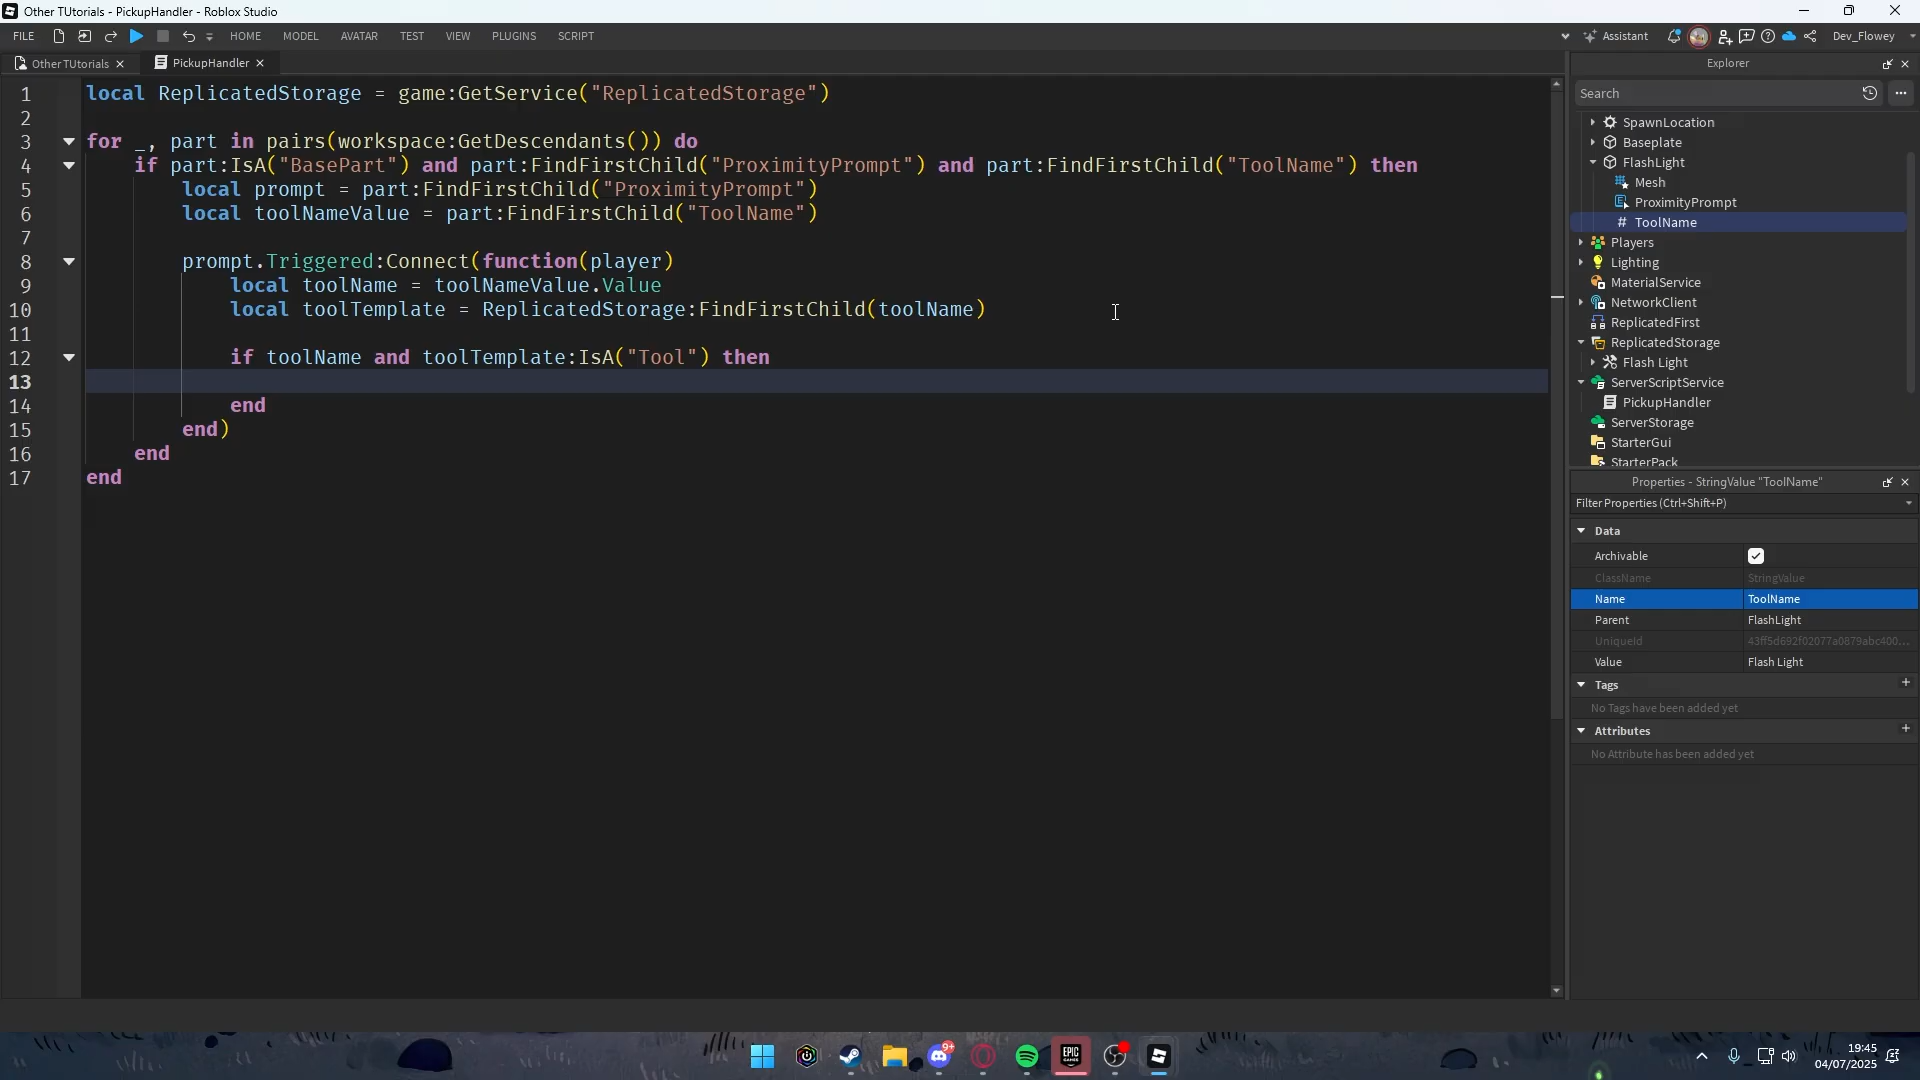 Other TUtorials - PickupHandler - Roblox Studio
FILE HOME MODEL AVATAR TEST VIEW PLUGINS SCRIPT Assistant Dev_Flowey
Other TUtorials × PickupHandler ×
1 local ReplicatedStorage = game:GetService("ReplicatedStorage")
2
3 for _, part in pairs(workspace:GetDescendants()) do
4 if part:IsA("BasePart") and part:FindFirstChild("ProximityPrompt") and part:FindFirstChild("ToolName") then
5 local prompt = part:FindFirstChild("ProximityPrompt")
6 local toolNameValue = part:FindFirstChild("ToolName")
7
8 prompt.Triggered:Connect(function(player)
9 local toolName = toolNameValue.Value
10 local toolTemplate = ReplicatedStorage:FindFirstChild(toolName)
11
12 if toolName and toolTemplate:IsA("Tool") then
13
14 end
15 end)
16 end
17 end
Explorer
Search
SpawnLocation
Baseplate
FlashLight
Mesh
ProximityPrompt
# ToolName
Players
Lighting
MaterialService
NetworkClient
ReplicatedFirst
ReplicatedStorage
Flash Light
ServerScriptService
PickupHandler
ServerStorage
StarterGui
StarterPack
Properties - StringValue "ToolName"
Filter Properties (Ctrl+Shift+P)
Data
Archivable
ClassName StringValue
Name ToolName
Parent FlashLight
UniqueId 43ff5d692f02077a0879abc400...
Value Flash Light
Tags
No Tags have been added yet
Attributes
No Attribute has been added yet
9+
EPIC
GAMES
19:45
04/07/2025